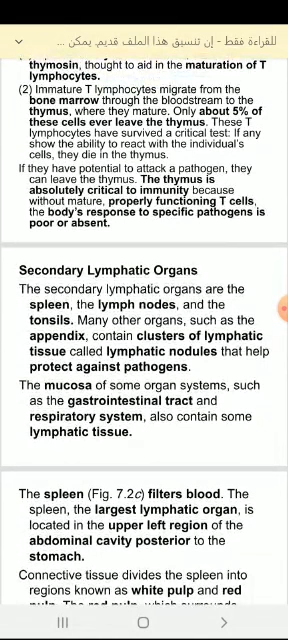 للقراءة فقط - إن تنسيق هذا الملف قديم. يمكن ...
thymosin, thought to aid in the maturation of T
lymphocytes.
(2) Immature T lymphocytes migrate from the
bone marrow through the bloodstream to the
thymus, where they mature. Only about 5% of
these cells ever leave the thymus. These T
lymphocytes have survived a critical test: If any
show the ability to react with the individual's
cells, they die in the thymus.
If they have potential to attack a pathogen, they
can leave the thymus. The thymus is
absolutely critical to immunity because
without mature, properly functioning T cells,
the body's response to specific pathogens is
poor or absent.
Secondary Lymphatic Organs
The secondary lymphatic organs are the
spleen, the lymph nodes, and the
tonsils. Many other organs, such as the
appendix, contain clusters of lymphatic
tissue called lymphatic nodules that help
protect against pathogens.
The mucosa of some organ systems, such
as the gastrointestinal tract and
respiratory system, also contain some
lymphatic tissue.
The spleen (Fig. 7.2c) filters blood. The
spleen, the largest lymphatic organ, is
located in the upper left region of the
abdominal cavity posterior to the
stomach.
Connective tissue divides the spleen into
regions known as white pulp and red
pulp. The red pulp, which surrounds